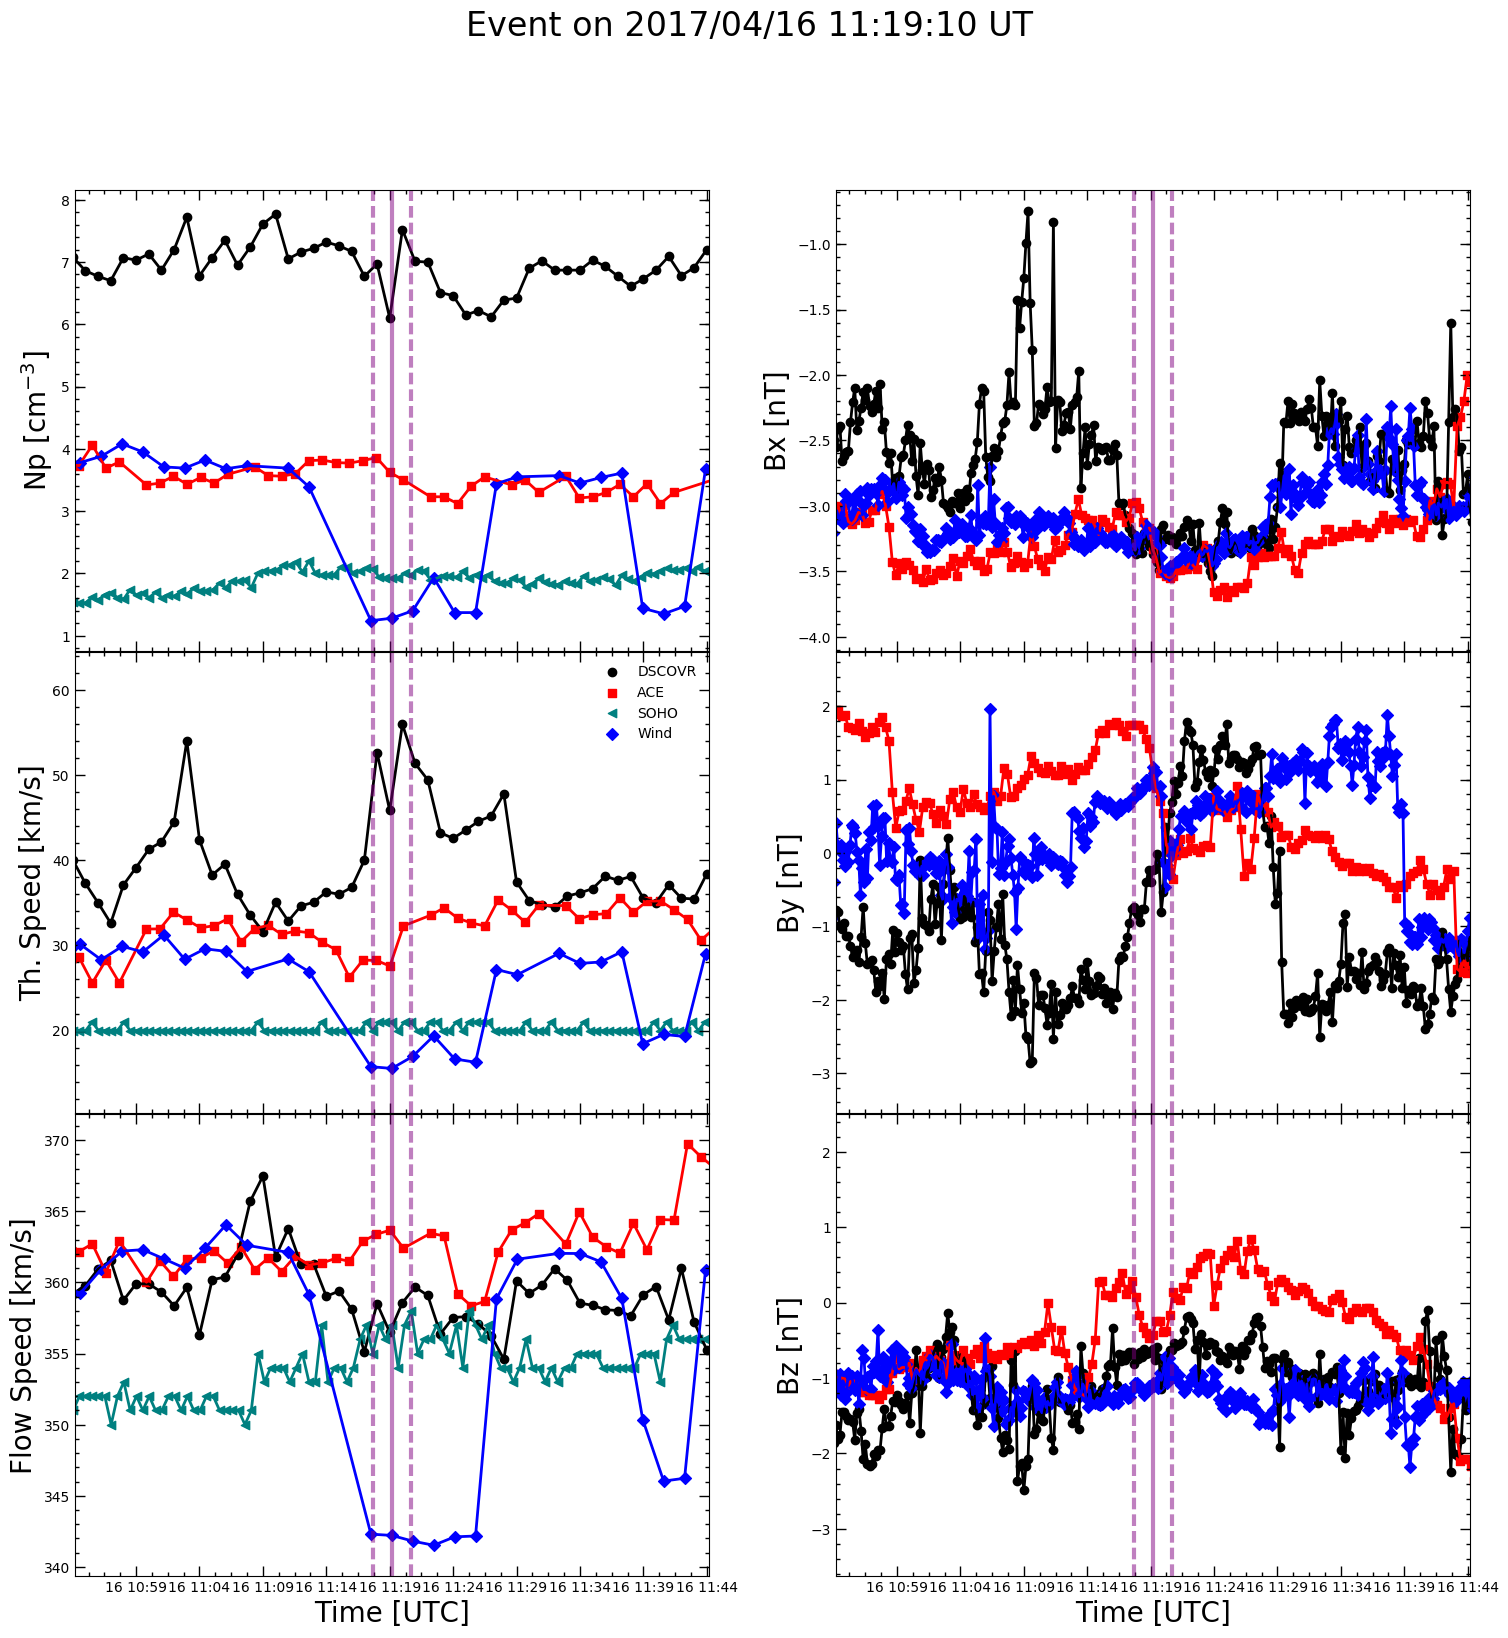 Event on 2017/04/16 11:19:10 UT
8
7
6
5
4
3
2
1
Np [cm⁻³]
60
50
40
30
20
Th. Speed [km/s]
DSCOVR
ACE
SOHO
Wind
370
365
360
355
350
345
340
Flow Speed [km/s]
16 10:59 16 11:04 16 11:09 16 11:14 16 11:19 16 11:24 16 11:29 16 11:34 16 11:39 16 11:44
Time [UTC]
−1.0
−1.5
−2.0
−2.5
−3.0
−3.5
−4.0
Bx [nT]
2
1
0
−1
−2
−3
By [nT]
2
1
0
−1
−2
−3
Bz [nT]
16 10:59 16 11:04 16 11:09 16 11:14 16 11:19 16 11:24 16 11:29 16 11:34 16 11:39 16 11:44
Time [UTC]